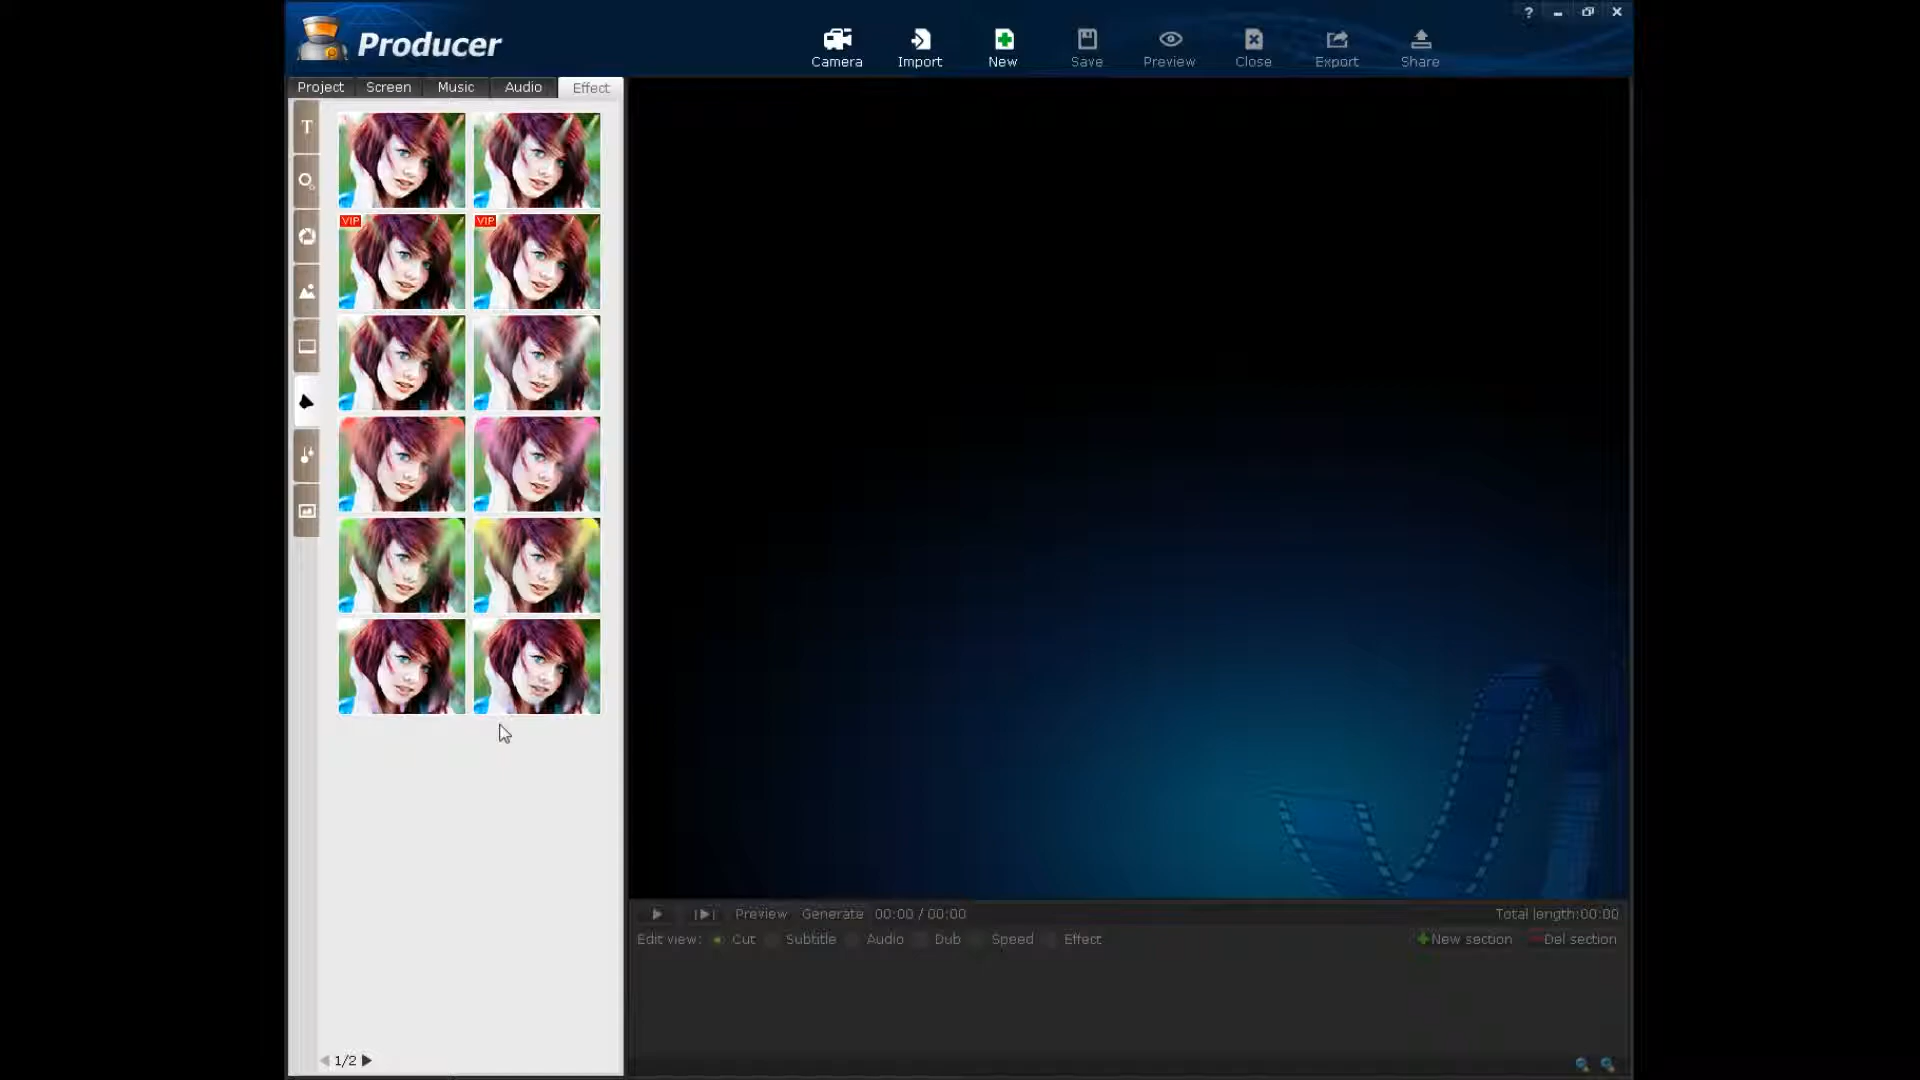 Producer
Camera Import New Save Preview Close Export Share
Project Screen Music Audio Effect
T
VIP VIP
Preview Generate 00:00 / 00:00 Total length:00:00
Edit view: Cut Subtitle Audio Dub Speed Effect New section Del section
1/2